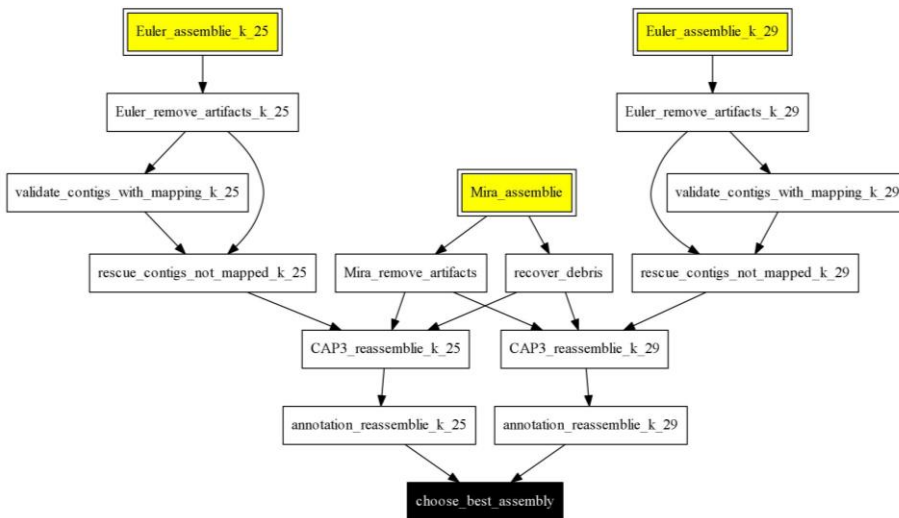 Euler_assemblie_k_25
Euler_assemblie_k_29
Euler_remove_artifacts_k_25
Euler_remove_artifacts_k_29
validate_contigs_with_mapping_k_25
Mira_assemblie
validate_contigs_with_mapping_k_29
rescue_contigs_not_mapped_k_25
Mira_remove_artifacts
recover_debris
rescue_contigs_not_mapped_k_29
CAP3_reassemblie_k_25
CAP3_reassemblie_k_29
annotation_reassemblie_k_25
annotation_reassemblie_k_29
choose_best_assembly